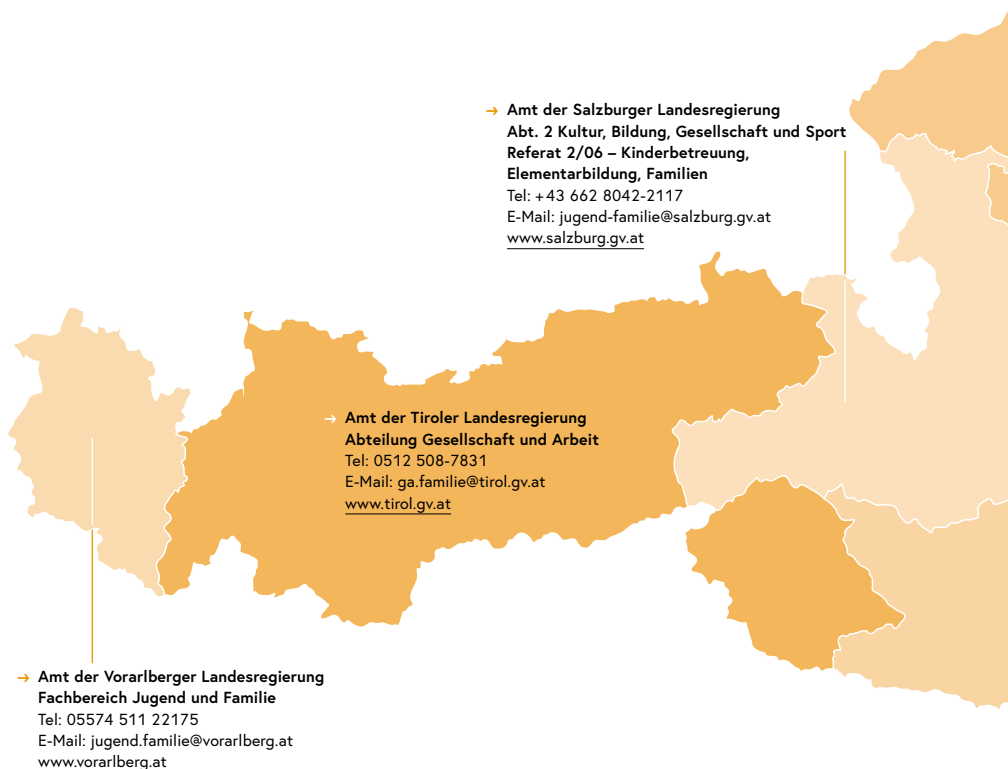 → Amt der Salzburger Landesregierung
Abt. 2 Kultur, Bildung, Gesellschaft und Sport
Referat 2/06 – Kinderbetreuung,
Elementarbildung, Familien
Tel: +43 662 8042-2117
E-Mail: jugend-familie@salzburg.gv.at
www.salzburg.gv.at
→ Amt der Tiroler Landesregierung
Abteilung Gesellschaft und Arbeit
Tel: 0512 508-7831
E-Mail: ga.familie@tirol.gv.at
www.tirol.gv.at
→ Amt der Vorarlberger Landesregierung
Fachbereich Jugend und Familie
Tel: 05574 511 22175
E-Mail: jugend.familie@vorarlberg.at
www.vorarlberg.at